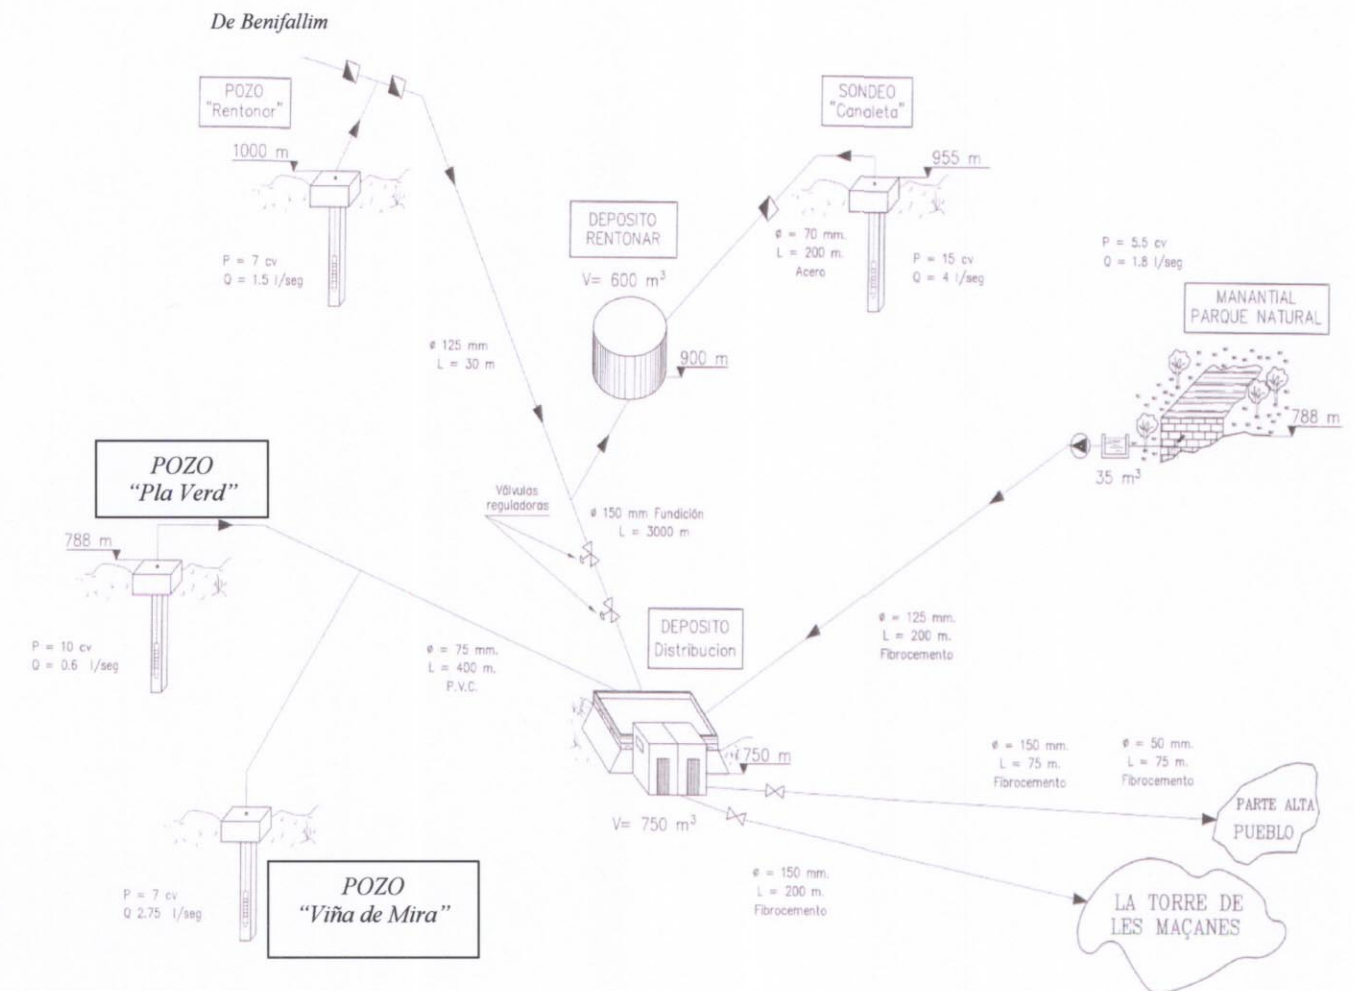 De Benifallim
POZO
"Rentonar"
1000 m
P = 7 cv
Q = 1.5 l/seg
SONDEO
"Canaleta"
955 m
DEPOSITO
RENTONAR
V= 600 m³
900 m
ø = 70 mm.
L = 200 m.
Acero
P = 15 cv
Q = 4 l/seg
P = 5.5 cv
Q = 1.8 l/seg
MANANTIAL
PARQUE NATURAL
788 m
35 m³
ø 125 mm
L = 30 m
POZO
“Pla Verd”
788 m
P = 10 cv
Q = 0.6 l/seg
Válvulas
reguladoras
ø 150 mm Fundición
L = 3000 m
ø = 75 mm.
L = 400 m.
P.V.C.
DEPOSITO
Distribucion
750 m
V= 750 m³
ø = 125 mm.
L = 200 m.
Fibrocemento
ø = 150 mm.
L = 75 m.
Fibrocemento
ø = 50 mm.
L = 75 m.
Fibrocemento
PARTE ALTA
PUEBLO
ø = 150 mm.
L = 200 m.
Fibrocemento
LA TORRE DE
LES MAÇANES
P = 7 cv
Q 2.75 l/seg
POZO
“Viña de Mira”